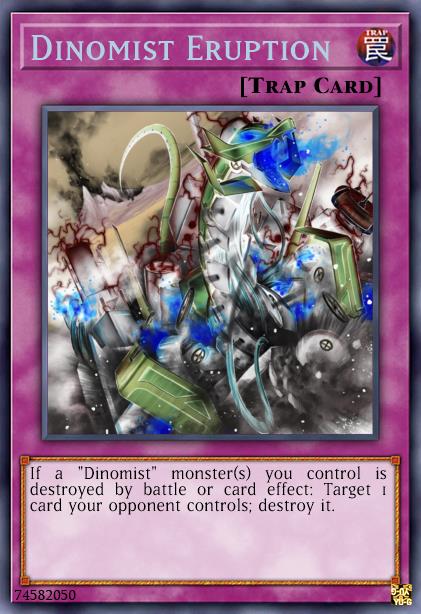 Dinomist Eruption
TRAP
罠
[Trap Card]
If a "Dinomist" monster(s) you control is
destroyed by battle or card effect: Target 1
card your opponent controls; destroy it.
74582050